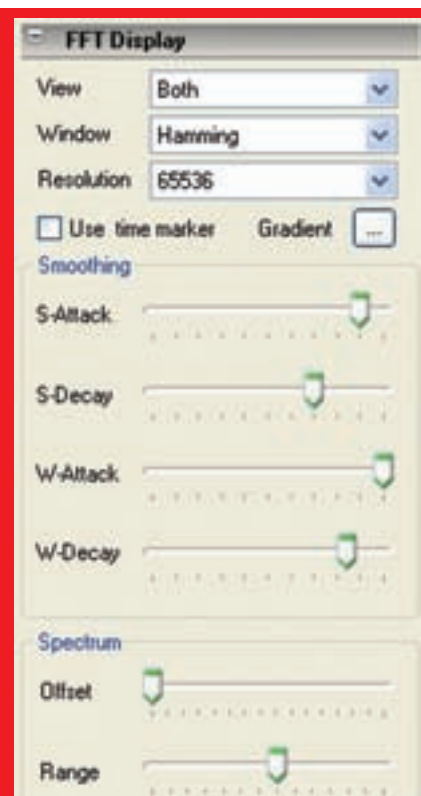 FFT Display
View Both
Window Hamming
Resolution 65536
Use time marker Gradient ...
Smoothing
S-Attack
S-Decay
W-Attack
W-Decay
Spectrum
Offset
Range